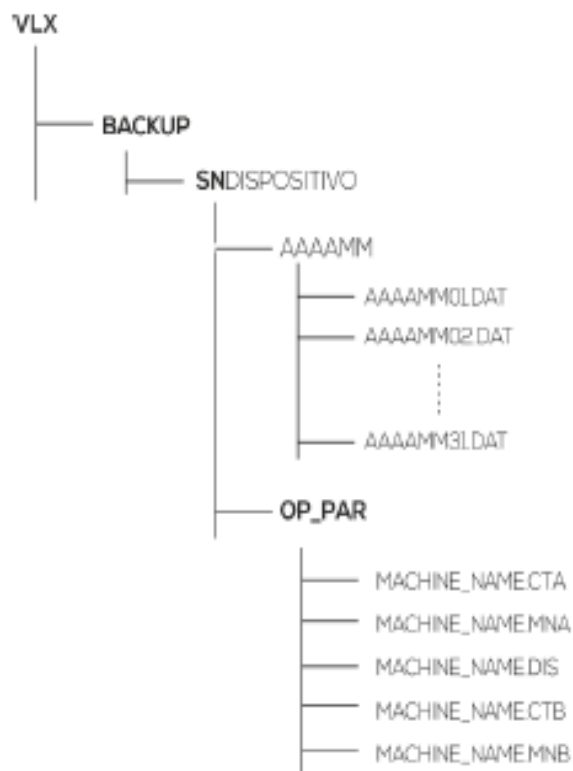 VLX
BACKUP
SNDISPOSITIVO
AAAAMM
AAAAMM01.DAT
AAAAMM02.DAT
AAAAMM31.DAT
OP_PAR
MACHINE_NAME.CTA
MACHINE_NAME.MNA
MACHINE_NAME.DIS
MACHINE_NAME.CTB
MACHINE_NAME.MNB